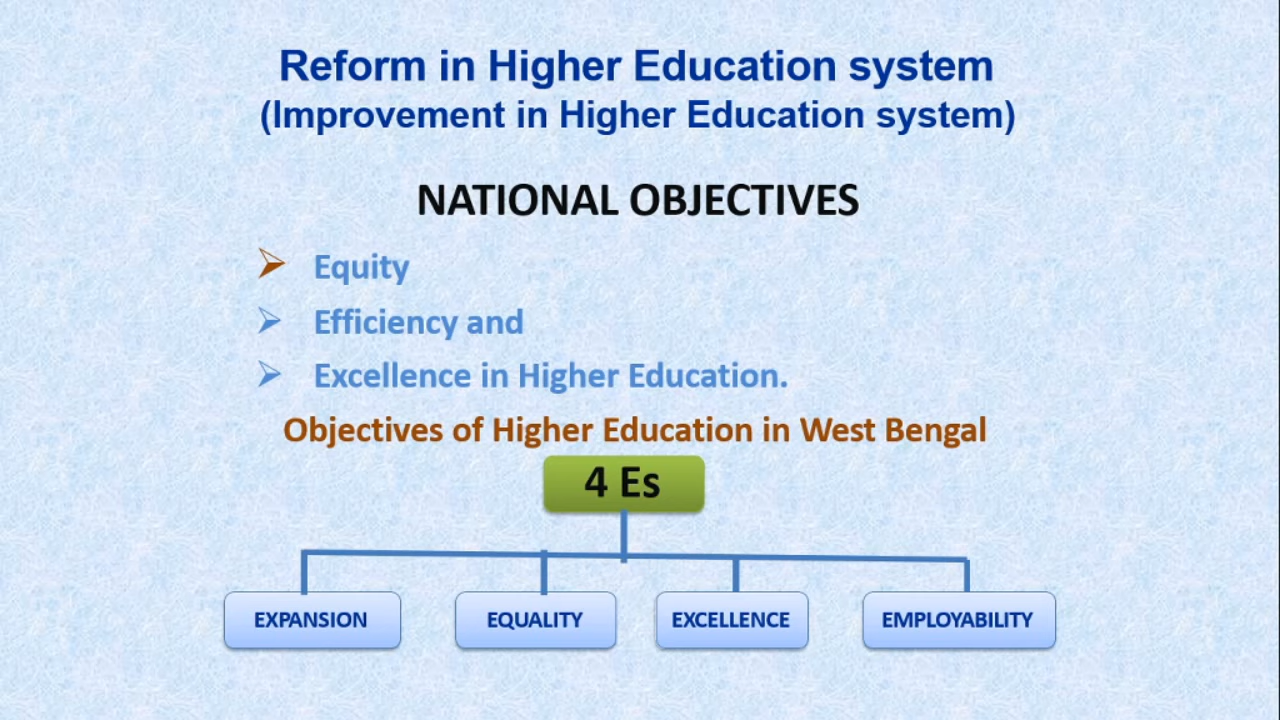 Reform in Higher Education system
(Improvement in Higher Education system)
NATIONAL OBJECTIVES
Equity
Efficiency and
Excellence in Higher Education.
Objectives of Higher Education in West Bengal
4 Es
EXPANSION
EQUALITY
EXCELLENCE
EMPLOYABILITY